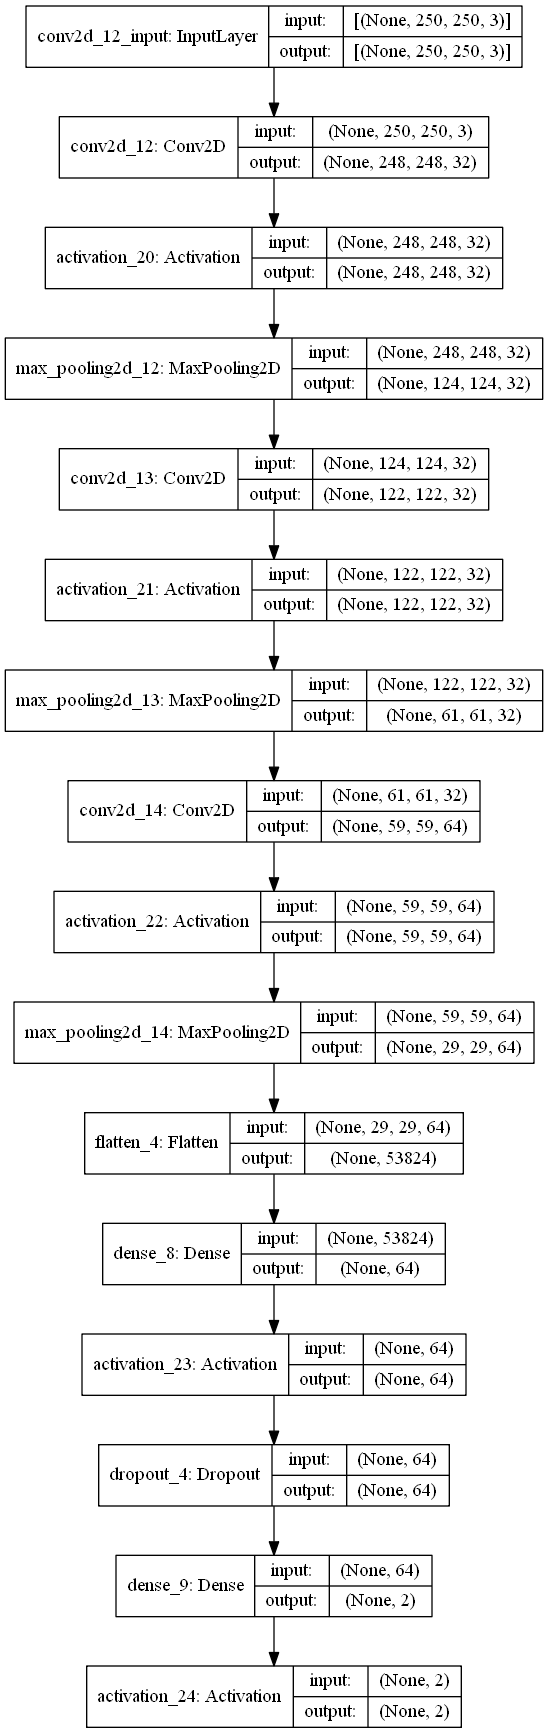 conv2d_12_input: InputLayer
input: [(None, 250, 250, 3)]
output: [(None, 250, 250, 3)]
conv2d_12: Conv2D
input: (None, 250, 250, 3)
output: (None, 248, 248, 32)
activation_20: Activation
input: (None, 248, 248, 32)
output: (None, 248, 248, 32)
max_pooling2d_12: MaxPooling2D
input: (None, 248, 248, 32)
output: (None, 124, 124, 32)
conv2d_13: Conv2D
input: (None, 124, 124, 32)
output: (None, 122, 122, 32)
activation_21: Activation
input: (None, 122, 122, 32)
output: (None, 122, 122, 32)
max_pooling2d_13: MaxPooling2D
input: (None, 122, 122, 32)
output: (None, 61, 61, 32)
conv2d_14: Conv2D
input: (None, 61, 61, 32)
output: (None, 59, 59, 64)
activation_22: Activation
input: (None, 59, 59, 64)
output: (None, 59, 59, 64)
max_pooling2d_14: MaxPooling2D
input: (None, 59, 59, 64)
output: (None, 29, 29, 64)
flatten_4: Flatten
input: (None, 29, 29, 64)
output: (None, 53824)
dense_8: Dense
input: (None, 53824)
output: (None, 64)
activation_23: Activation
input: (None, 64)
output: (None, 64)
dropout_4: Dropout
input: (None, 64)
output: (None, 64)
dense_9: Dense
input: (None, 64)
output: (None, 2)
activation_24: Activation
input: (None, 2)
output: (None, 2)